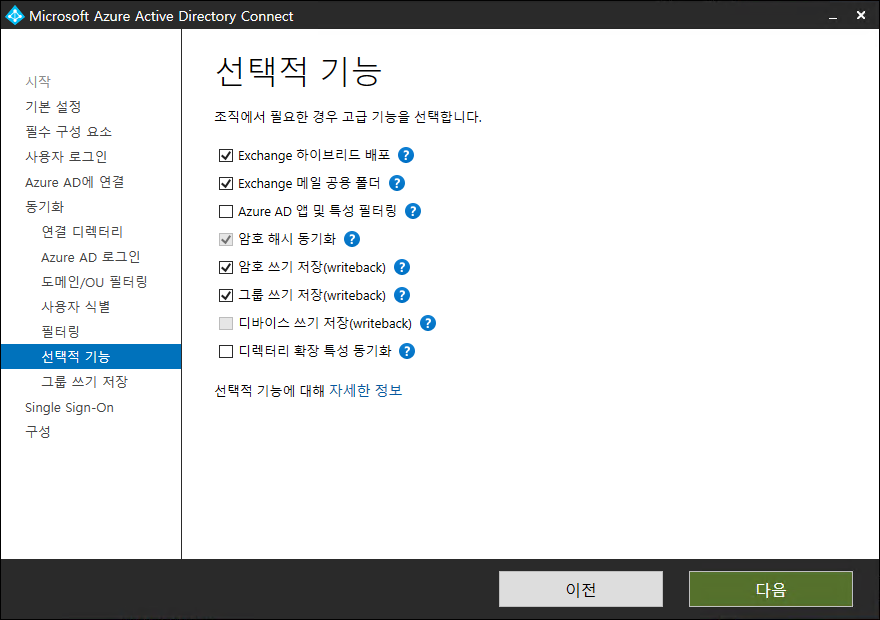 Microsoft Azure Active Directory Connect
시작
기본 설정
필수 구성 요소
사용자 로그인
Azure AD에 연결
동기화
연결 디렉터리
Azure AD 로그인
도메인/OU 필터링
사용자 식별
필터링
선택적 기능
그룹 쓰기 저장
Single Sign-On
구성
선택적 기능
조직에서 필요한 경우 고급 기능을 선택합니다.
Exchange 하이브리드 배포 ?
Exchange 메일 공용 폴더 ?
Azure AD 앱 및 특성 필터링 ?
암호 해시 동기화 ?
암호 쓰기 저장(writeback) ?
그룹 쓰기 저장(writeback) ?
디바이스 쓰기 저장(writeback) ?
디렉터리 확장 특성 동기화 ?
선택적 기능에 대해 자세한 정보
이전
다음